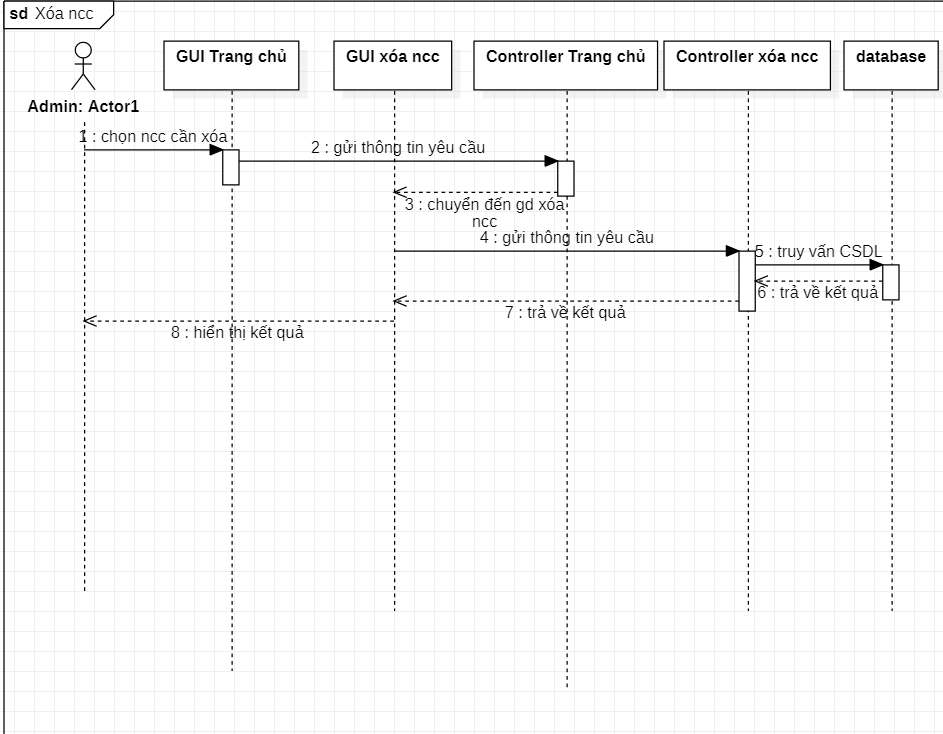 sd Xóa ncc
GUI Trang chủ
GUI xóa ncc
Controller Trang chủ
Controller xóa ncc
database
Admin: Actor1
1 : chọn ncc cần xóa
2 : gửi thông tin yêu cầu
3 : chuyển đến gd xóa
ncc
4 : gửi thông tin yêu cầu
5 : truy vấn CSDL
6 : trả về kết quả
7 : trả về kết quả
8 : hiển thị kết quả